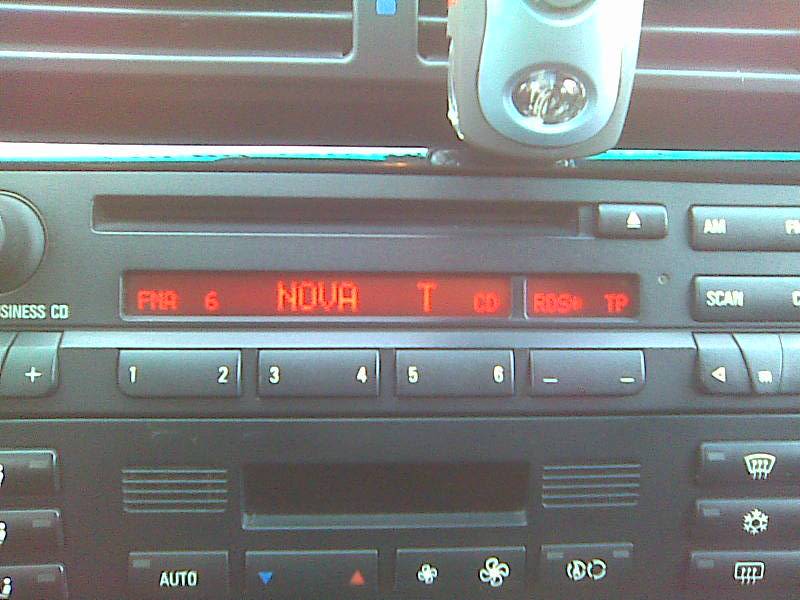 AM
FMA 6 NOVA T CD RDS TP
SCAN
SINESS CD
+ 1 2 3 4 5 6 – – m
AUTO